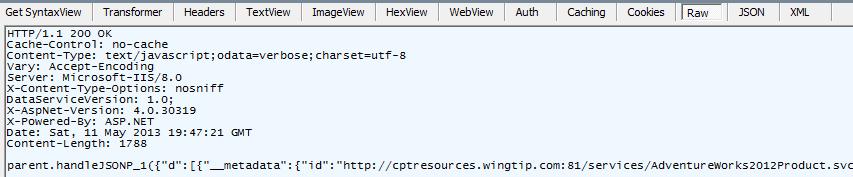 Get SyntaxView Transformer Headers TextView ImageView HexView WebView Auth Caching Cookies Raw JSON XML
HTTP/1.1 200 OK
Cache-Control: no-cache
Content-Type: text/javascript;odata=verbose;charset=utf-8
Vary: Accept-Encoding
Server: Microsoft-IIS/8.0
X-Content-Type-Options: nosniff
DataServiceVersion: 1.0;
X-AspNet-Version: 4.0.30319
X-Powered-By: ASP.NET
Date: Sat, 11 May 2013 19:47:21 GMT
Content-Length: 1788
parent.handleJSONP_1({"d":[{"__metadata":{"id":"http://cptresources.wingtip.com:81/services/AdventureWorks2012Product.svc